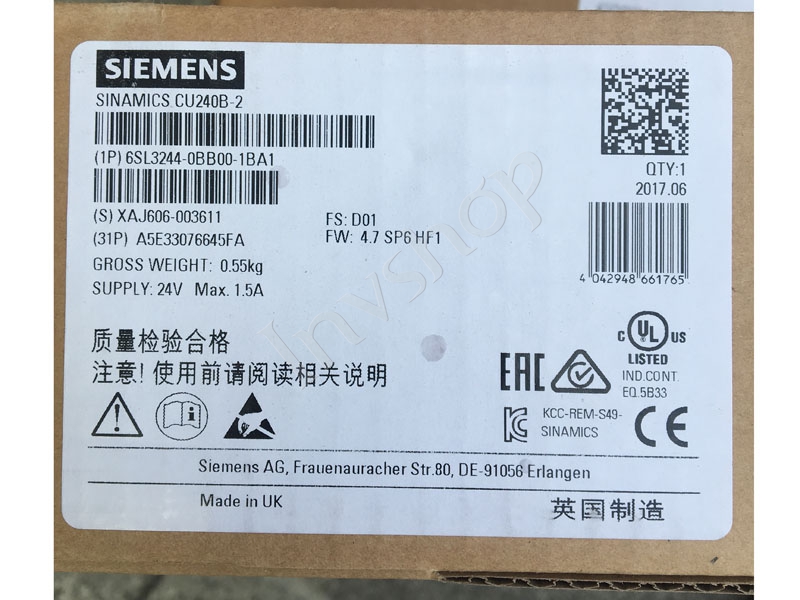 SIEMENS
SINAMICS CU240B-2
(1P) 6SL3244-0BB00-1BA1
QTY:1
2017.06
(S) XAJ606-003611
FS: D01
(31P) A5E33076645FA
FW: 4.7 SP6 HF1
GROSS WEIGHT: 0.55kg
SUPPLY: 24V Max. 1.5A
4 042948 661765
质量检验合格
注意!使用前请阅读相关说明
C UL US
LISTED
IND.CONT.
EQ.5B33
EAC
KCC-REM-S49-
SINAMICS
CE
Siemens AG, Frauenauracher Str.80, DE-91056 Erlangen
Made in UK
英国制造
Invshop